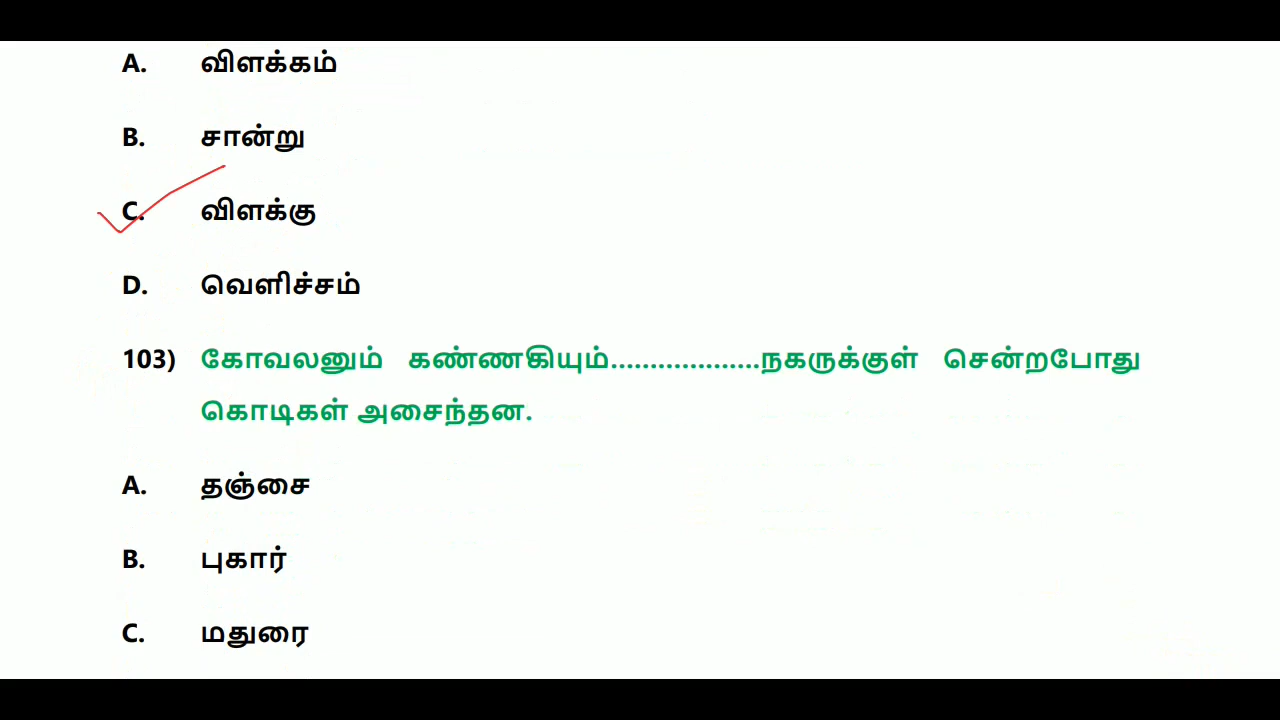 A. விளக்கம்
B. சான்று
C. விளக்கு
D. வெளிச்சம்
103) கோவலனும் கண்ணகியும்...................நகருக்குள் சென்றபோது
கொடிகள் அசைந்தன.
A. தஞ்சை
B. புகார்
C. மதுரை